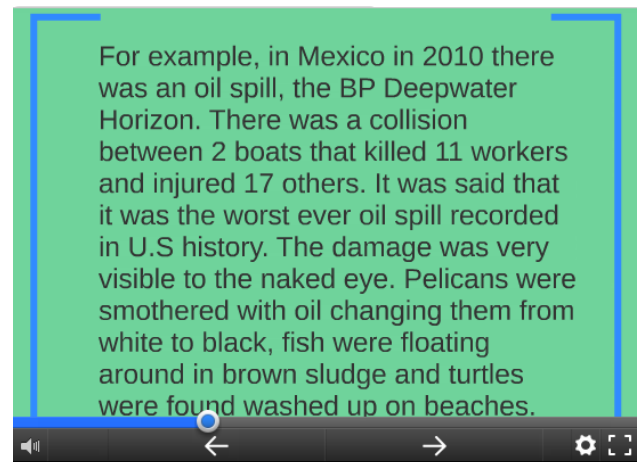 For example, in Mexico in 2010 there
was an oil spill, the BP Deepwater
Horizon. There was a collision
between 2 boats that killed 11 workers
and injured 17 others. It was said that
it was the worst ever oil spill recorded
in U.S history. The damage was very
visible to the naked eye. Pelicans were
smothered with oil changing them from
white to black, fish were floating
around in brown sludge and turtles
were found washed up on beaches.